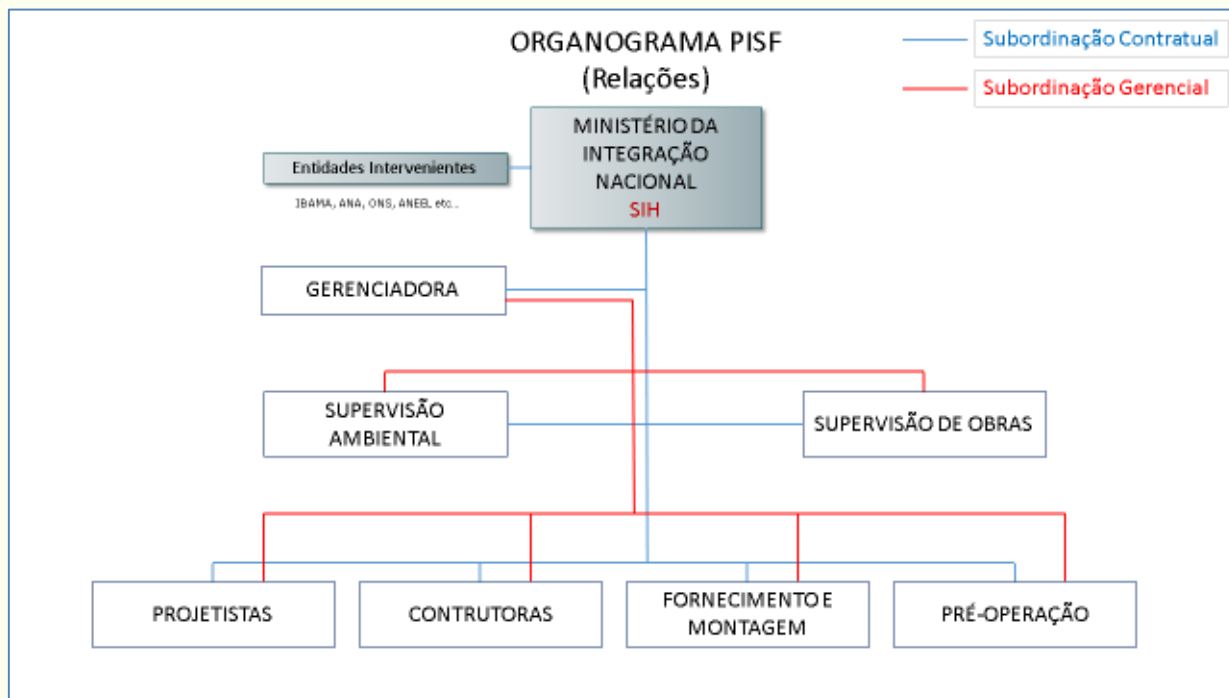 ORGANOGRAMA PISF
(Relações)
Subordinação Contratual
Subordinação Gerencial
MINISTÉRIO DA
INTEGRAÇÃO
NACIONAL
SIH
Entidades Intervenientes
IBAMA, ANA, ONS, ANEEL etc...
GERENCIADORA
SUPERVISÃO
AMBIENTAL
SUPERVISÃO DE OBRAS
PROJETISTAS
CONTRUTORAS
FORNECIMENTO E
MONTAGEM
PRÉ-OPERAÇÃO